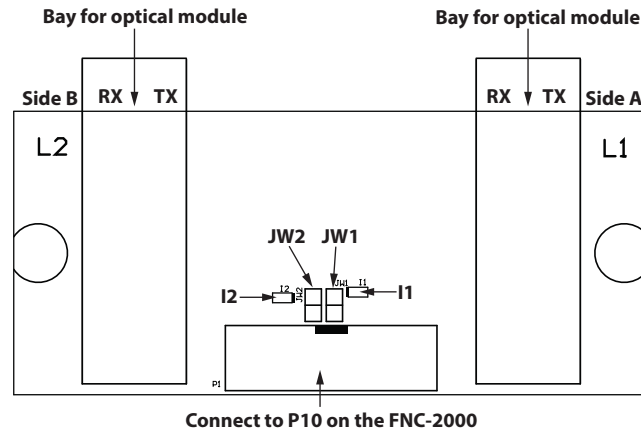 Bay for optical module
Bay for optical module
Side B
RX
TX
RX
TX
Side A
L2
L1
JW2
JW1
I2
I2
JW2
JW1
I1
I1
P1
Connect to P10 on the FNC-2000